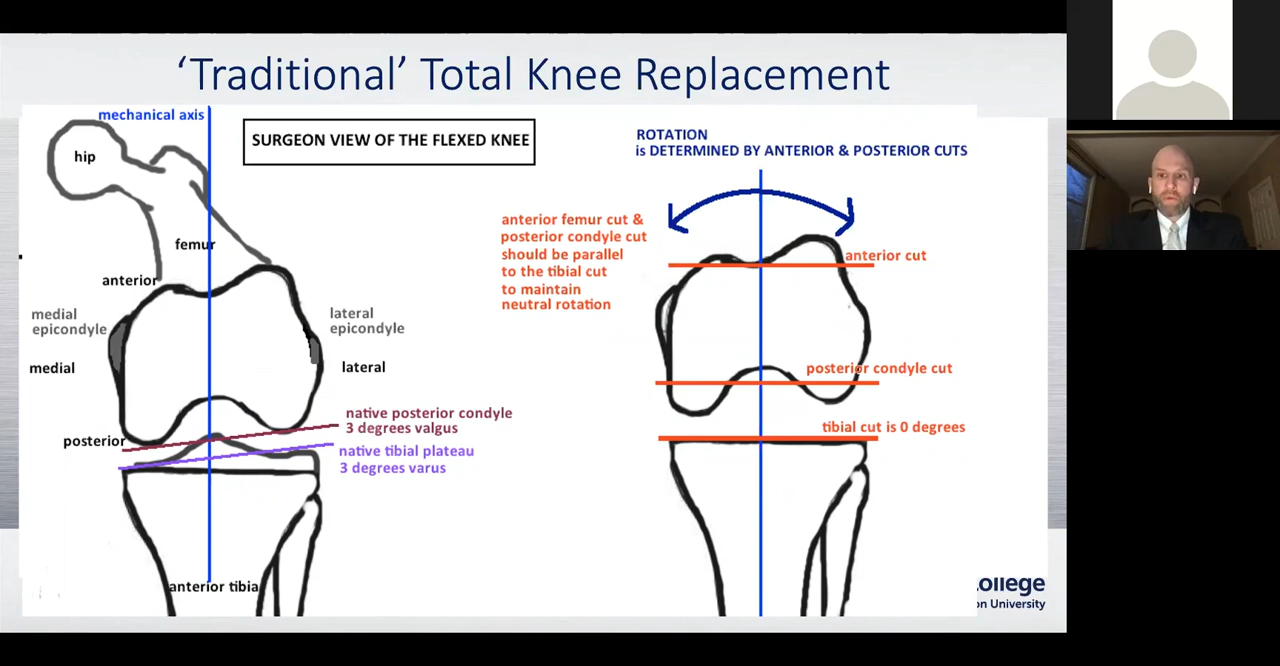 ‘Traditional’ Total Knee Replacement
mechanical axis
SURGEON VIEW OF THE FLEXED KNEE
hip
femur
anterior
medial
epicondyle
lateral
epicondyle
medial
lateral
native posterior condyle
3 degrees valgus
posterior
native tibial plateau
3 degrees varus
anterior tibia
ROTATION
is DETERMINED BY ANTERIOR & POSTERIOR CUTS
anterior femur cut &
posterior condyle cut
should be parallel
to the tibial cut
to maintain
neutral rotation
anterior cut
posterior condyle cut
tibial cut is 0 degrees
ollege
on University